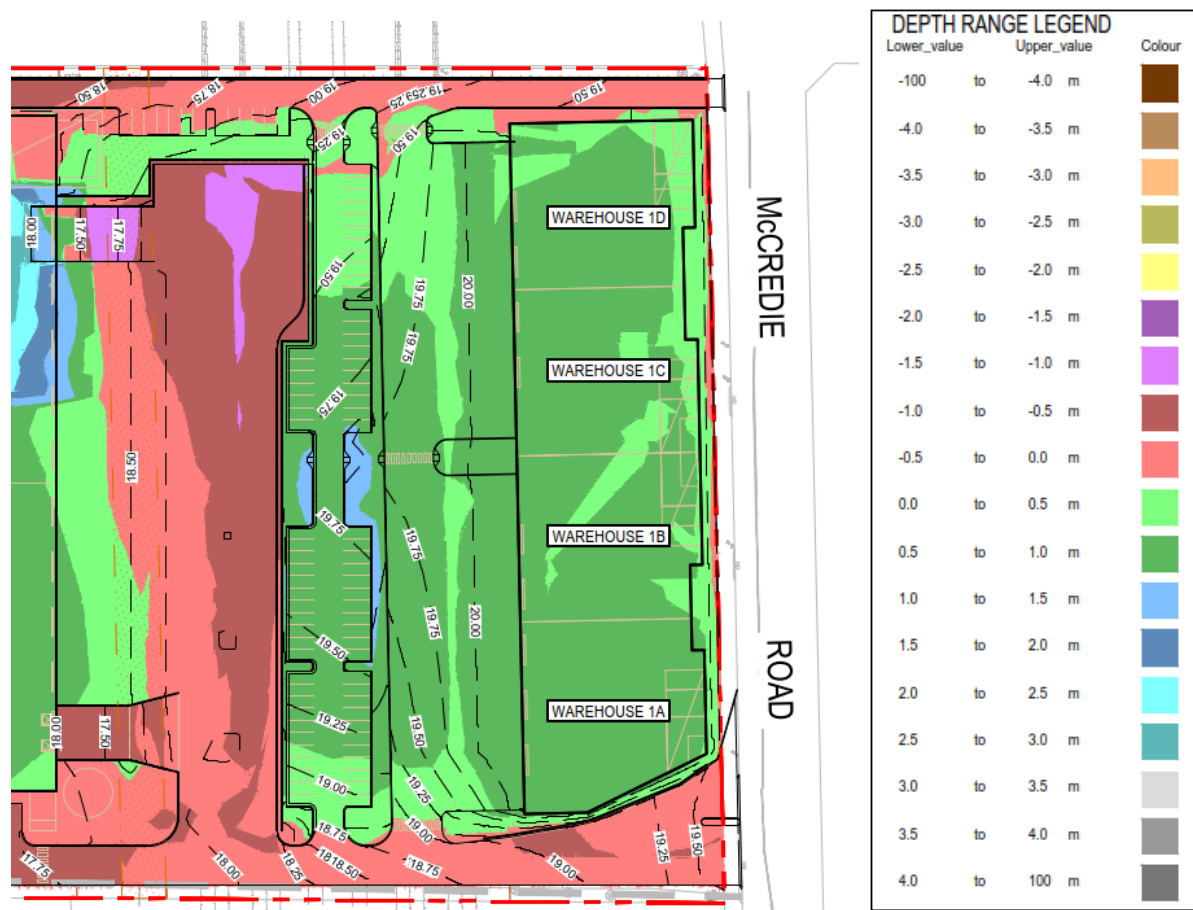 18.50
18.75
19.00
19.25
9.25
19.50
19.25
19.50
18.00
17.50
17.75
19.50
19.75
19.75
20.00
19.75
18.50
19.75
19.75
19.75
20.00
19.50
19.25
19.50
19.00
19.25
18.75
19.00
18.00
17.50
17.75
18.00
18.25
18.50
18.75
19.00
19.25
19.50
WAREHOUSE 1D
WAREHOUSE 1C
WAREHOUSE 1B
WAREHOUSE 1A
McCREDIE
ROAD
DEPTH RANGE LEGEND
Lower_value Upper_value Colour
-100 to -4.0 m
-4.0 to -3.5 m
-3.5 to -3.0 m
-3.0 to -2.5 m
-2.5 to -2.0 m
-2.0 to -1.5 m
-1.5 to -1.0 m
-1.0 to -0.5 m
-0.5 to 0.0 m
0.0 to 0.5 m
0.5 to 1.0 m
1.0 to 1.5 m
1.5 to 2.0 m
2.0 to 2.5 m
2.5 to 3.0 m
3.0 to 3.5 m
3.5 to 4.0 m
4.0 to 100 m